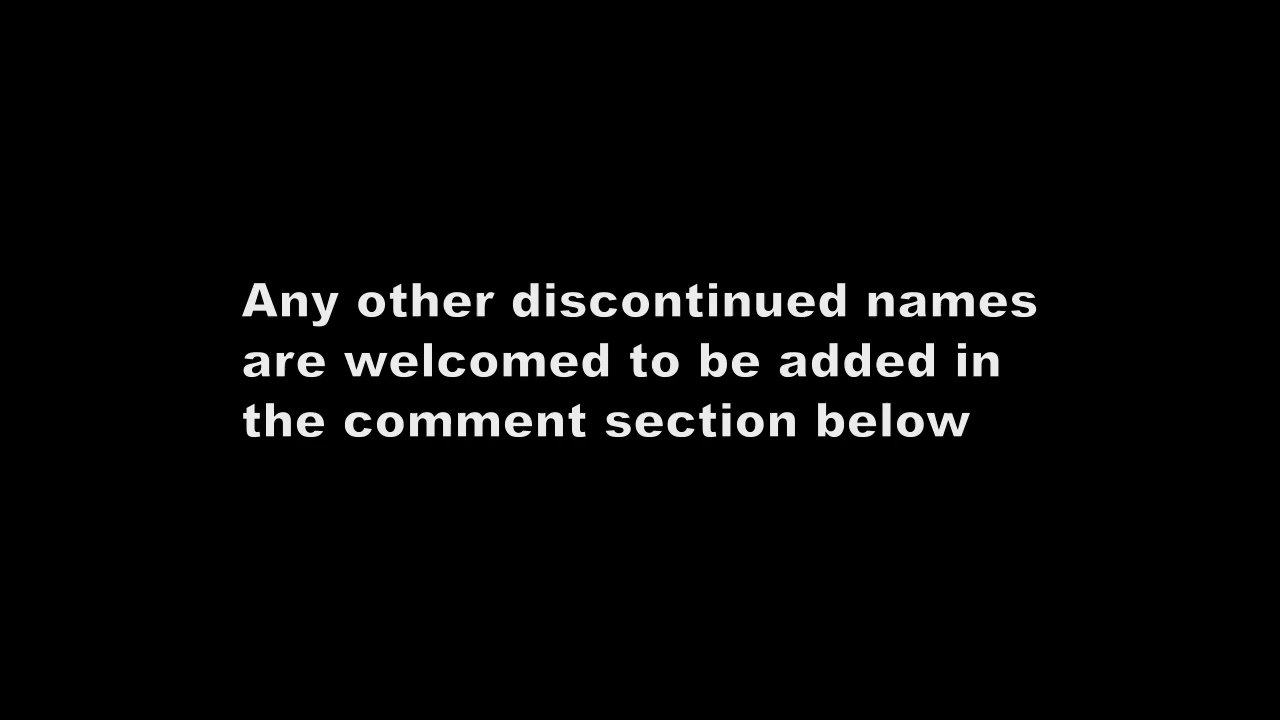 Any other discontinued names
are welcomed to be added in
the comment section below